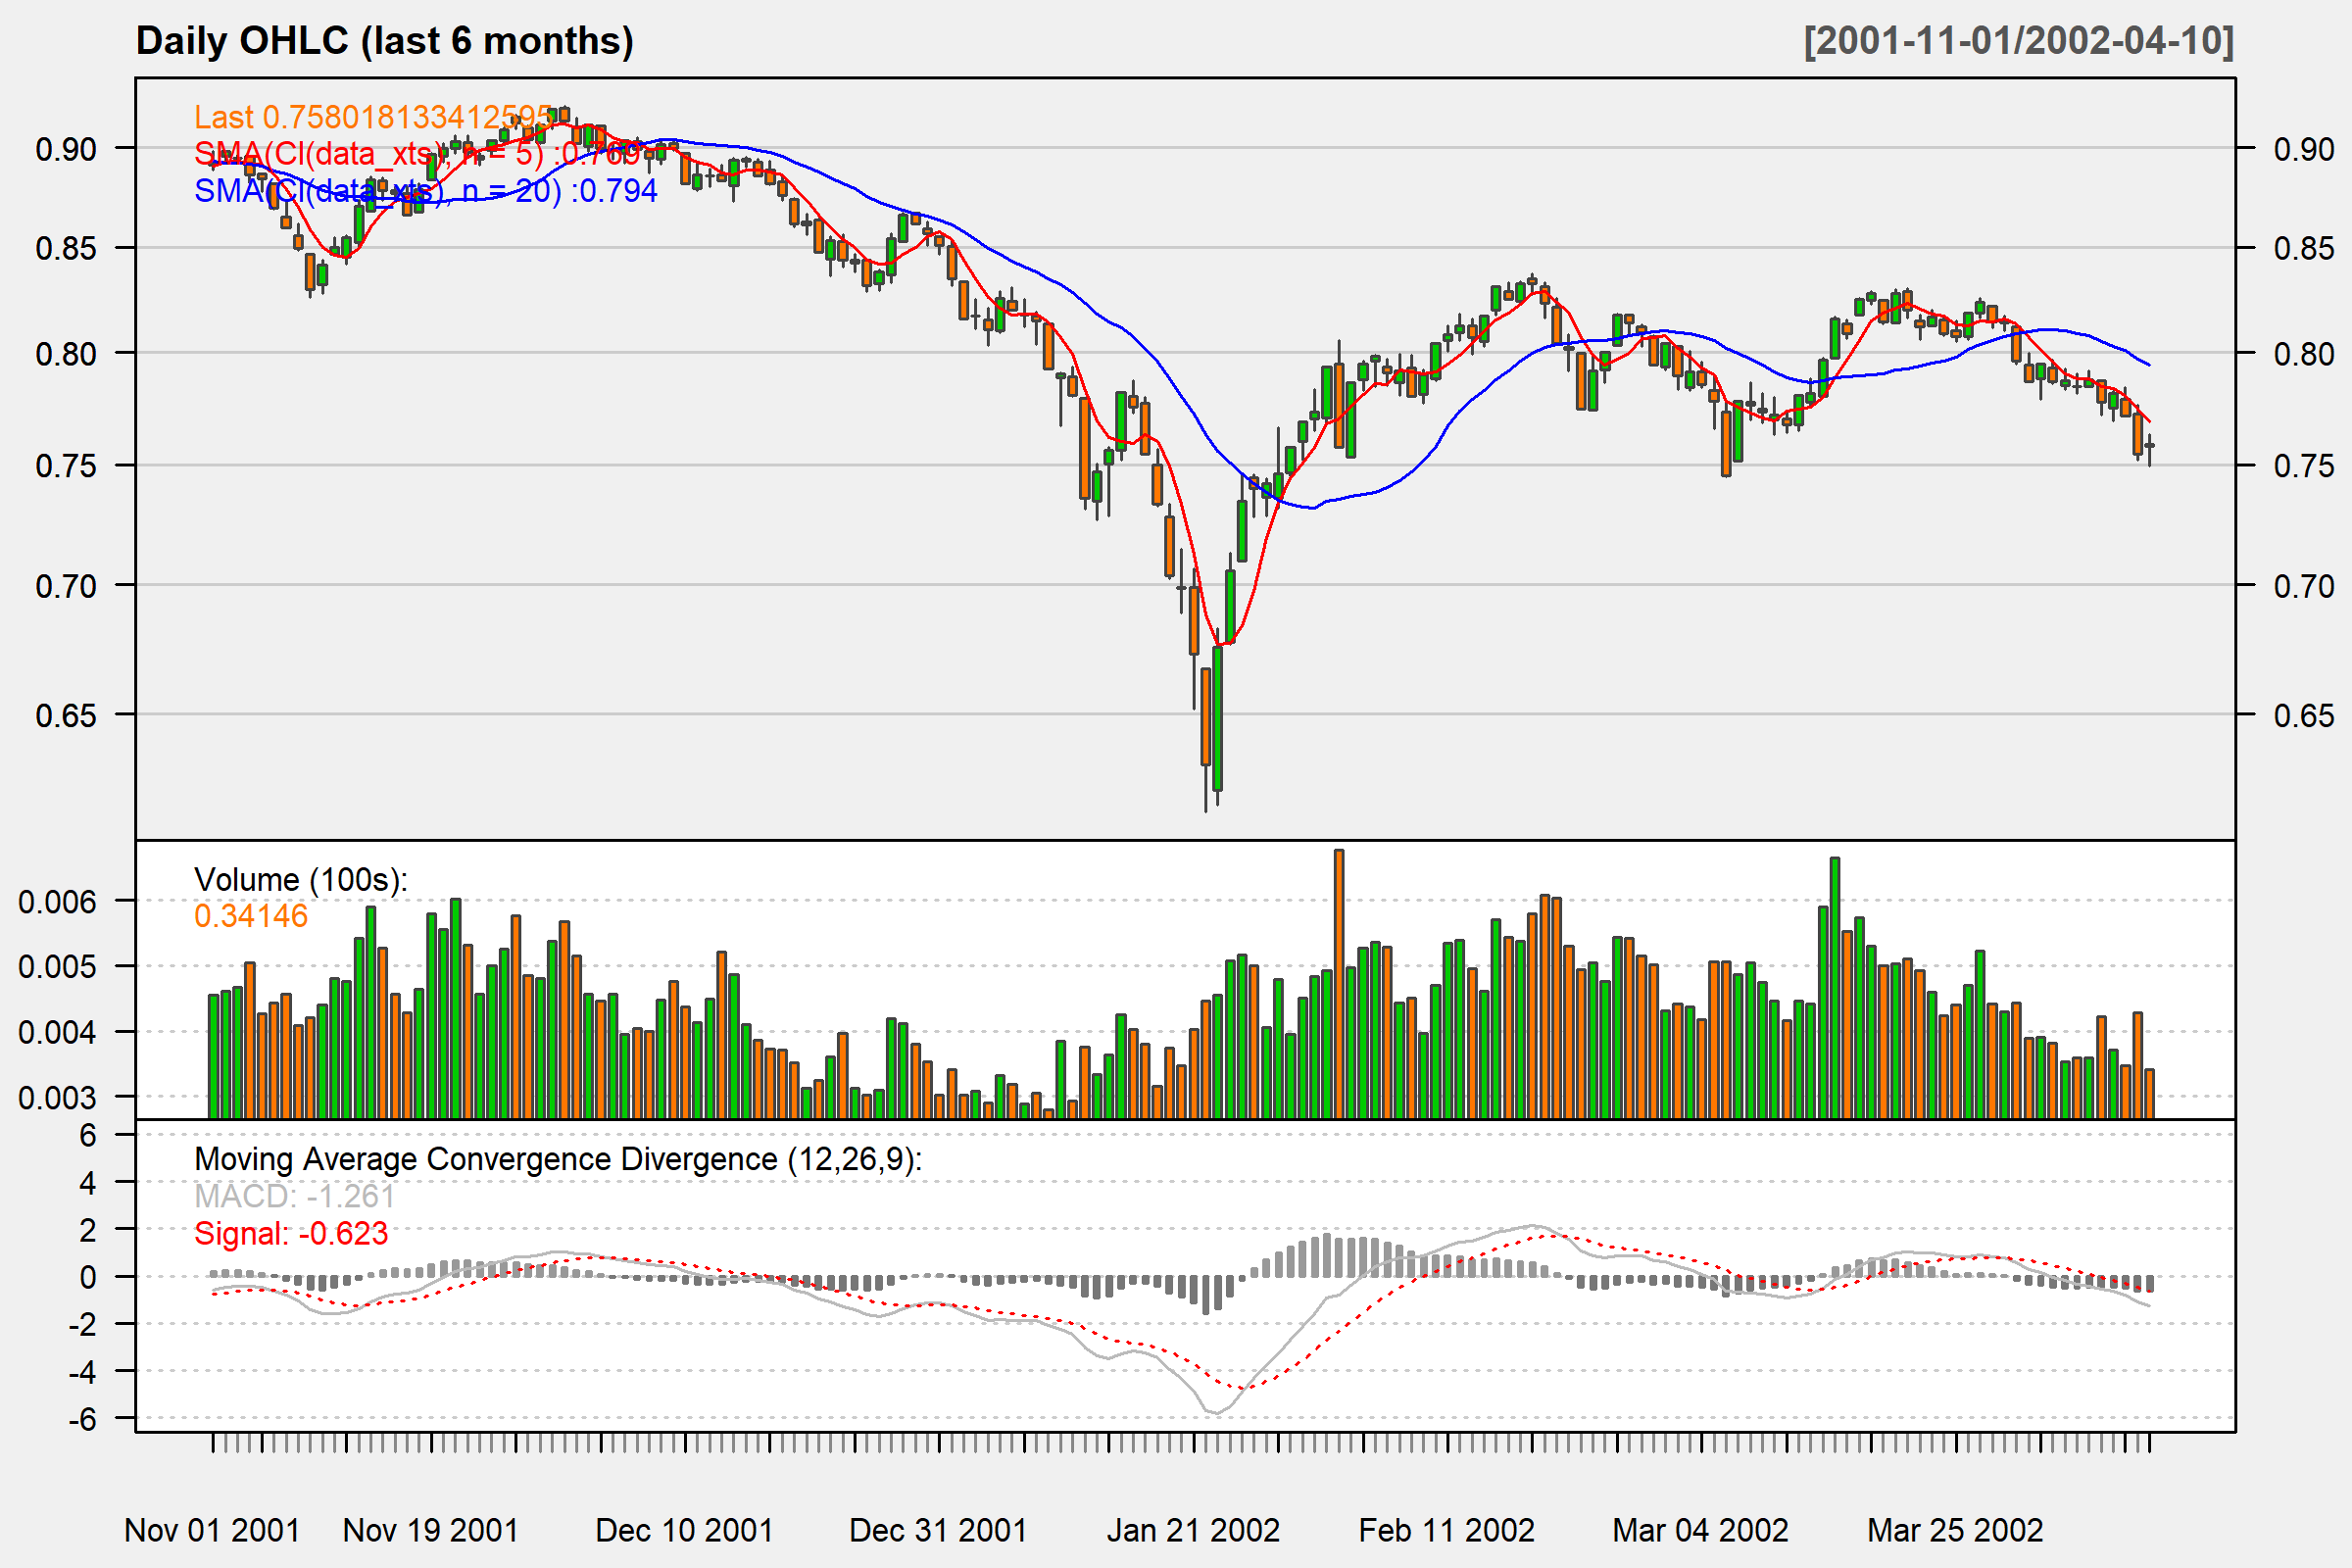 Daily OHLC (last 6 months) [2001-11-01/2002-04-10]
Last 0.758018133412595
SMA(Cl(data_xts), n = 5) :0.769
SMA(Cl(data_xts), n = 20) :0.794
0.90 0.90
0.85 0.85
0.80 0.80
0.75 0.75
0.70 0.70
0.65 0.65
Volume (100s):
0.34146
0.006
0.005
0.004
0.003
Moving Average Convergence Divergence (12,26,9):
MACD: -1.261
Signal: -0.623
6
4
2
0
-2
-4
-6
Nov 01 2001 Nov 19 2001 Dec 10 2001 Dec 31 2001 Jan 21 2002 Feb 11 2002 Mar 04 2002 Mar 25 2002